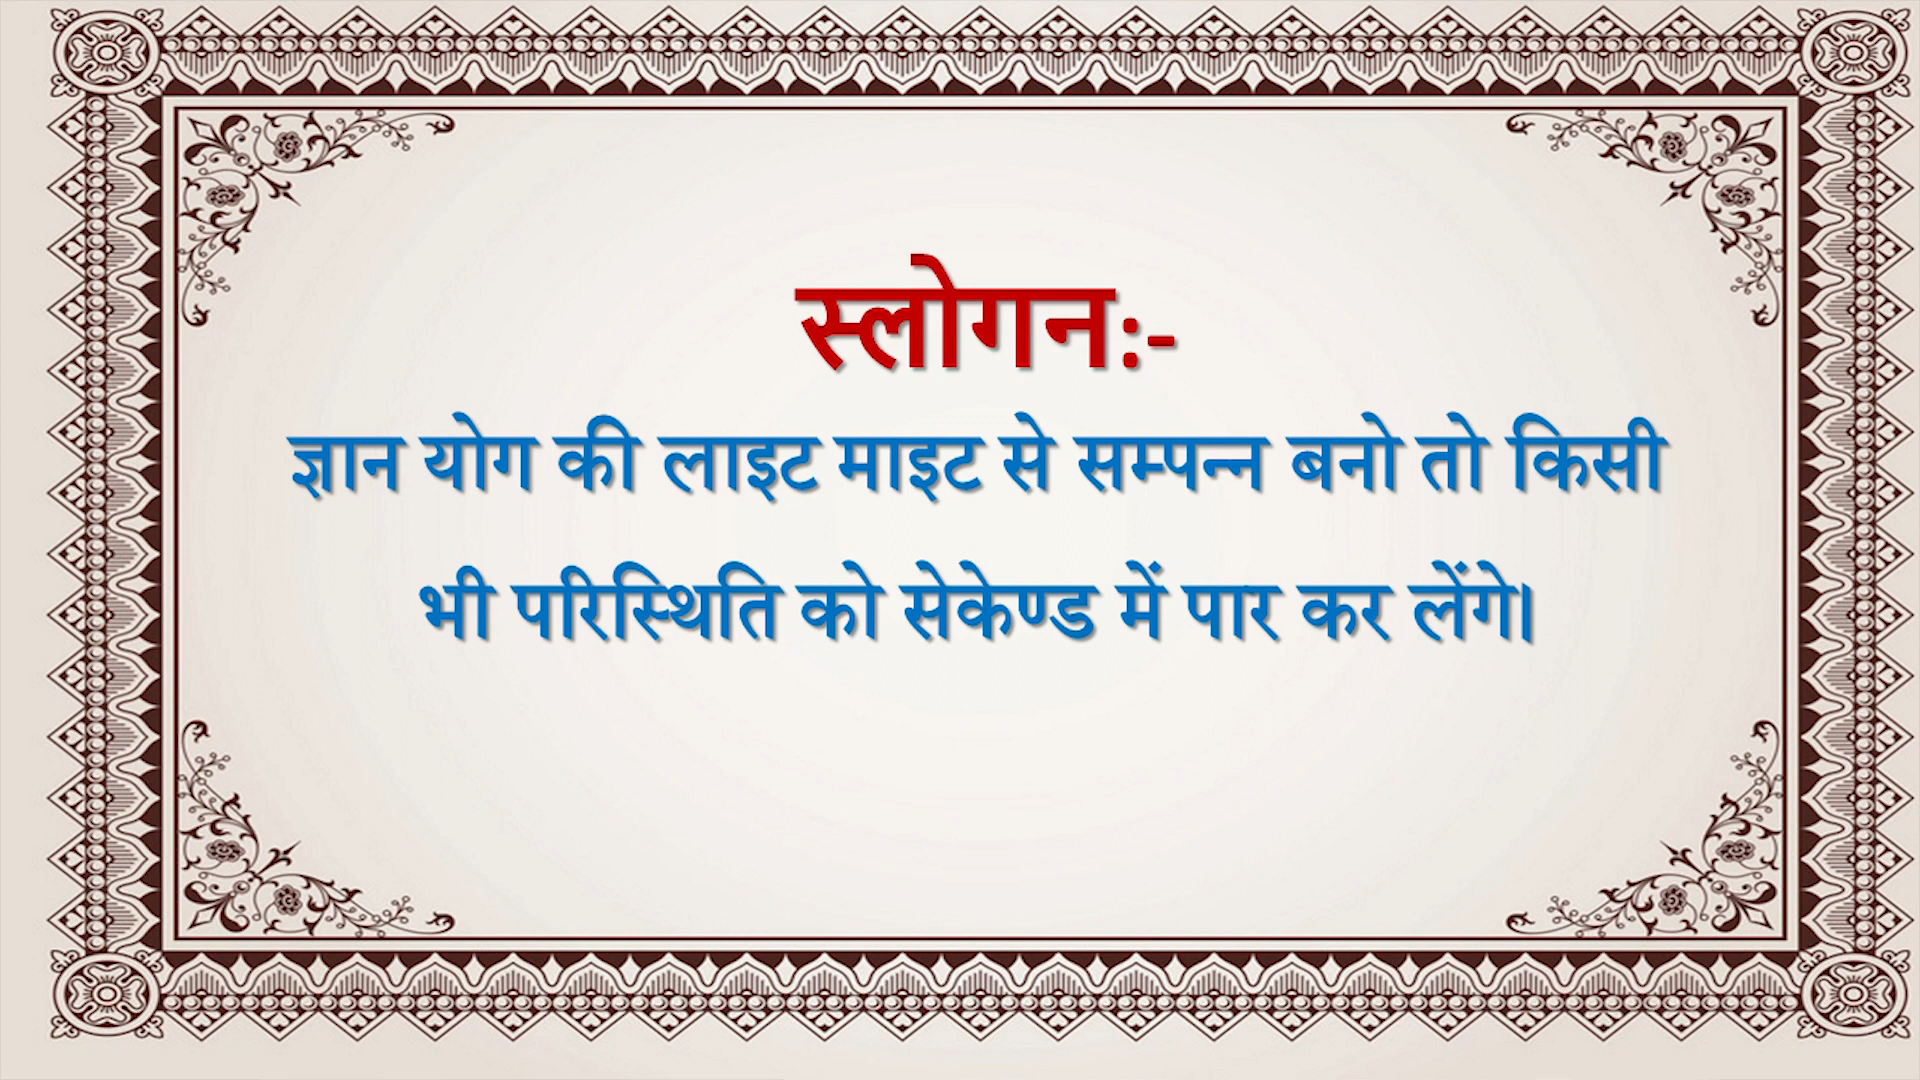 स्लोगन:-
ज्ञान योग की लाइट माइट से सम्पन्न बनो तो किसी
भी परिस्थिति को सेकेण्ड में पार कर लेंगे।